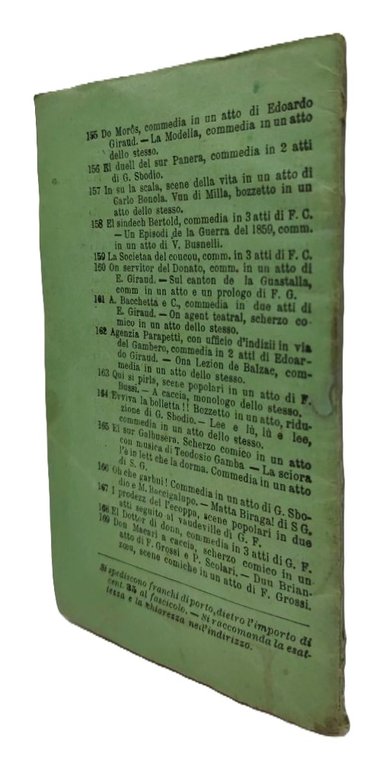 155 Do Morôs, commedia in un atto di Edoardo
Giraud. — La Modella, commedia in un atto
dello stesso.
156 El duell del sur Panera, commedia in 2 atti
di G. Sbodio.
157 In su la scala, scene della vita in un atto di
Carlo Bonola. Vun di Milla, bozzetto in un
atto dello stesso.
158 El sindech Bertold, commedia in 3 atti di F. C.
— Un Episodi de la Guerra del 1859, comm.
in un atto di V. Busnelli.
159 La Societaa del coucou, comm. in 3 atti di F. C.
160 On servitor del Donato, comm. in un atto di
E. Giraud. — Sul canton de la Guastalla,
comm in un atto e un prologo di F. G.
161 A. Bacchetta e C., commedia in due atti di
E. Giraud. — On agent teatral, scherzo co-
mico in un atto dello stesso.
162 Agenzia Parapetti, con ufficio d'indizii in via
del Gambero, commedia in 2 atti di Edoar-
do Giraud. — Ona Lezion de Balzac, com-
media in un atto dello stesso.
163 Qui si pirla, scene popolari in un atto di F.
Bussi. — A caccia, monologo dello stesso.
164 Evviva la bolletta!! Bozzetto in un atto, ridu-
zione di G. Sbodio. — Lee e lü, lü e lee,
commedia in un atto dello stesso.
165 El sur Galbusera, Scherzo comico in un atto
con musica di Teodosio Gamba — La sciora
l'è in lett che la dorma. Commedia in un atto
di S. G.
166 Oh che garbui! Commedia in un atto di G. Sbo-
dio e M. Baccigalupo. — Matta Biraga! di S G.
167 I prodezz del l'ecoppo, scene popolari in due
atti seguito al vaudeville di G. F.
168 El Dottor di donn, commedia in 3 atti di G. F.
169 Don Macari a caccia, scherzo comico in un
atto di F. Grossi e P. Scolari. — Dun Brian-
zoeu, scene comiche in un atto di F. Grossi.
Si spediscono franchi di porto, dietro l'importo di
cent. 35 al fascicolo. — Si raccomanda la esat-
tezza e la chiarezza nell'indirizzo.